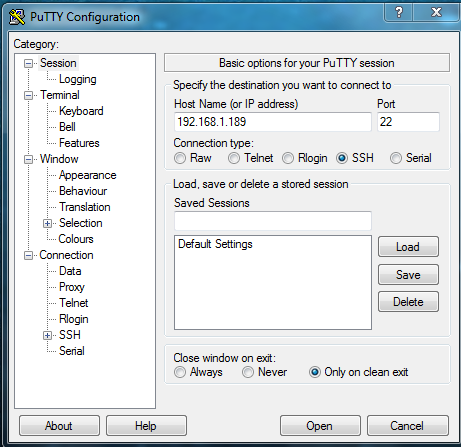 PuTTY Configuration
Category:
Session
Logging
Terminal
Keyboard
Bell
Features
Window
Appearance
Behaviour
Translation
Selection
Colours
Connection
Data
Proxy
Telnet
Rlogin
SSH
Serial
Basic options for your PuTTY session
Specify the destination you want to connect to
Host Name (or IP address) Port
192.168.1.189 22
Connection type:
Raw Telnet Rlogin SSH Serial
Load, save or delete a stored session
Saved Sessions
Default Settings
Load
Save
Delete
Close window on exit:
Always Never Only on clean exit
About Help Open Cancel